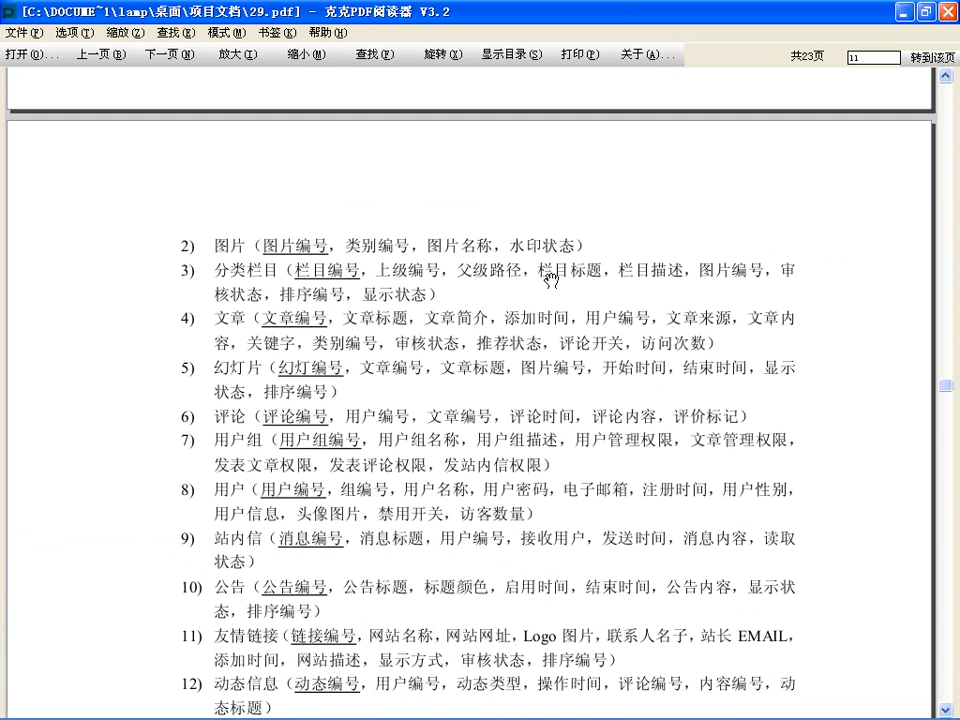 [C:\DOCUME~1\lamp\桌面\项目文档\29.pdf] - 克克PDF阅读器 V3.2
文件(F) 选项(T) 缩放(Z) 查找(K) 模式(M) 书签(K) 帮助(H)
打开(O)... 上一页(B) 下一页(N) 放大(I) 缩小(M) 查找(F) 旋转(X) 显示目录(S) 打印(P) 关于(A)... 共23页 11 转到该页
2) 图片（图片编号，类别编号，图片名称，水印状态）
3) 分类栏目（栏目编号，上级编号，父级路径，栏目标题，栏目描述，图片编号，审
核状态，排序编号，显示状态）
4) 文章（文章编号，文章标题，文章简介，添加时间，用户编号，文章来源，文章内
容，关键字，类别编号，审核状态，推荐状态，评论开关，访问次数）
5) 幻灯片（幻灯编号，文章编号，文章标题，图片编号，开始时间，结束时间，显示
状态，排序编号）
6) 评论（评论编号，用户编号，文章编号，评论时间，评论内容，评价标记）
7) 用户组（用户组编号，用户组名称，用户组描述，用户管理权限，文章管理权限，
发表文章权限，发表评论权限，发站内信权限）
8) 用户（用户编号，组编号，用户名称，用户密码，电子邮箱，注册时间，用户性别，
用户信息，头像图片，禁用开关，访客数量）
9) 站内信（消息编号，消息标题，用户编号，接收用户，发送时间，消息内容，读取
状态）
10) 公告（公告编号，公告标题，标题颜色，启用时间，结束时间，公告内容，显示状
态，排序编号）
11) 友情链接（链接编号，网站名称，网站网址，Logo 图片，联系人名子，站长 EMAIL，
添加时间，网站描述，显示方式，审核状态，排序编号）
12) 动态信息（动态编号，用户编号，动态类型，操作时间，评论编号，内容编号，动
态标题）